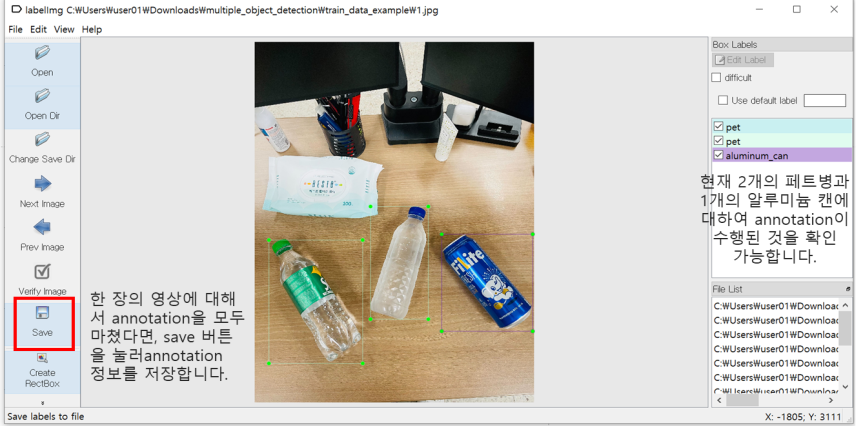 labelImg C:₩Users₩user01₩Downloads₩multiple_object_detection₩train_data_example₩1.jpg
File Edit View Help
Open
Open Dir
Change Save Dir
Next Image
Prev Image
Verify Image
Save
Create
RectBox
한 장의 영상에 대해
서 annotation을 모두
마쳤다면, save 버튼
을 눌러annotation
정보를 저장합니다.
200
Filite
Box Labels
Edit Label
difficult
Use default label
pet
pet
aluminum_can
현재 2개의 페트병과
1개의 알루미늄 캔에
대하여 annotation이
수행된 것을 확인
가능합니다.
File List
C:₩Users₩user01₩Downloac
C:₩Users₩user01₩Downloac
C:₩Users₩user01₩Downloac
C:₩Users₩user01₩Downloac
C:₩Users₩user01₩Downloac
C:₩Users₩user01₩Downloac
Save labels to file
X: -1805; Y: 3111